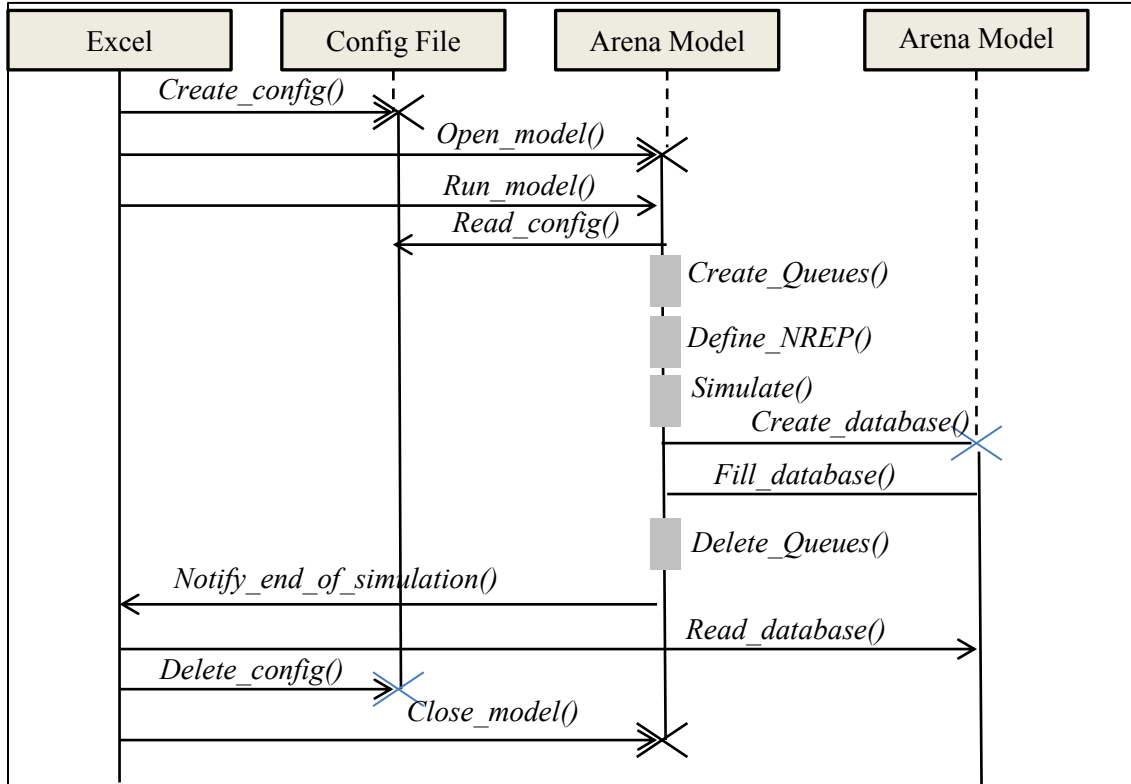 Excel
Config File
Arena Model
Arena Model
Create_config()
Open_model()
Run_model()
Read_config()
Create_Queues()
Define_NREP()
Simulate()
Create_database()
Fill_database()
Delete_Queues()
Notify_end_of_simulation()
Read_database()
Delete_config()
Close_model()